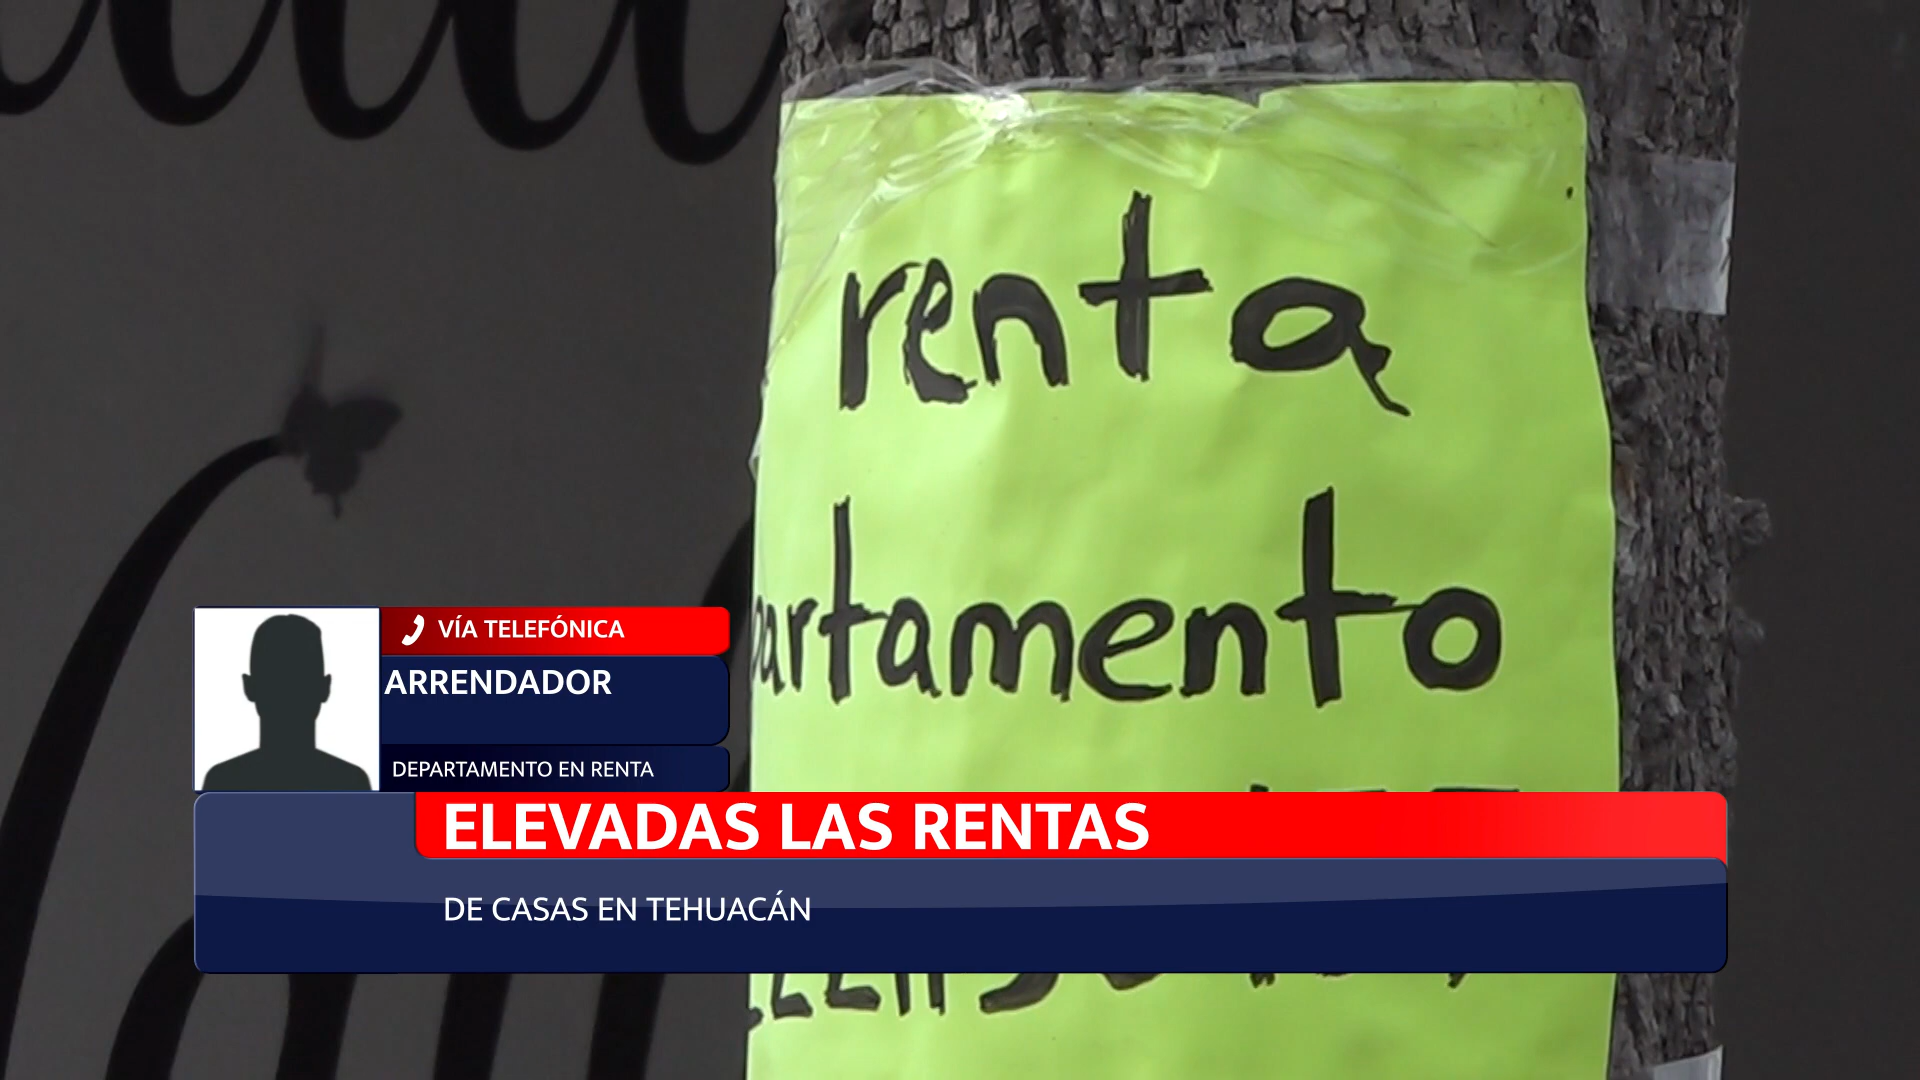 renta
partamento
VÍA TELEFÓNICA
ARRENDADOR
DEPARTAMENTO EN RENTA
ELEVADAS LAS RENTAS
DE CASAS EN TEHUACÁN